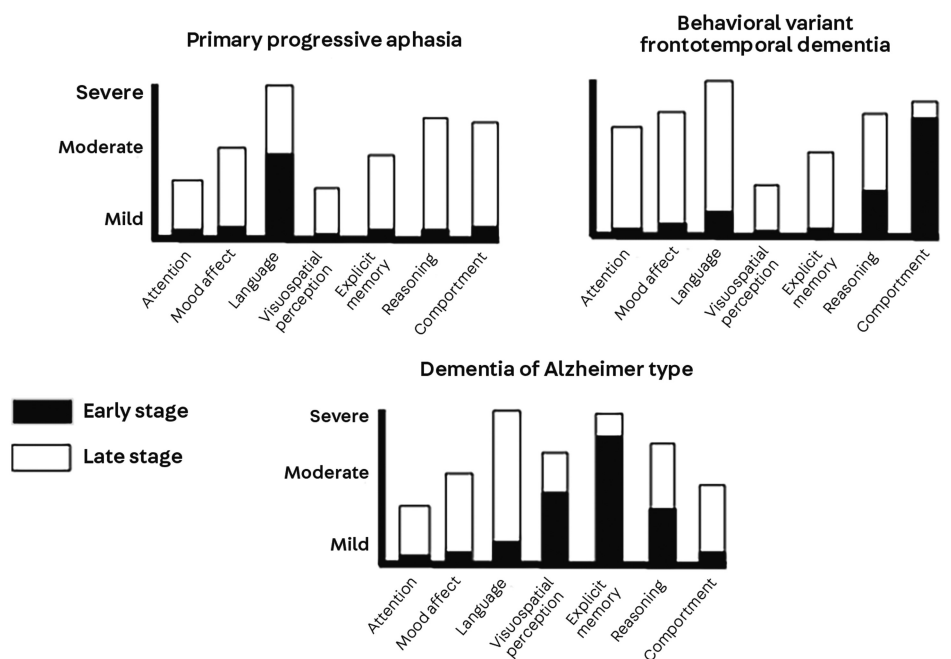 Primary progressive aphasia
Behavioral variant
frontotemporal dementia
Severe
Moderate
Mild
Attention
Mood affect
Language
Visuospatial
perception
Explicit
memory
Reasoning
Comportment
Attention
Mood affect
Language
Visuospatial
perception
Explicit
memory
Reasoning
Comportment
Dementia of Alzheimer type
Early stage
Late stage
Severe
Moderate
Mild
Attention
Mood affect
Language
Visuospatial
perception
Explicit
memory
Reasoning
Comportment